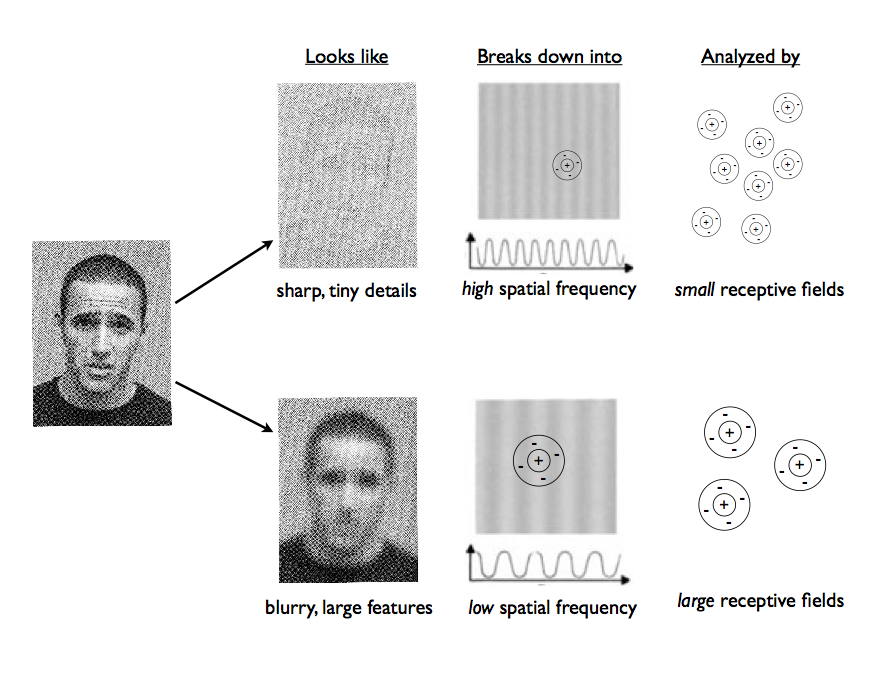 Looks like
Breaks down into
Analyzed by
sharp, tiny details
high spatial frequency
small receptive fields
blurry, large features
low spatial frequency
large receptive fields